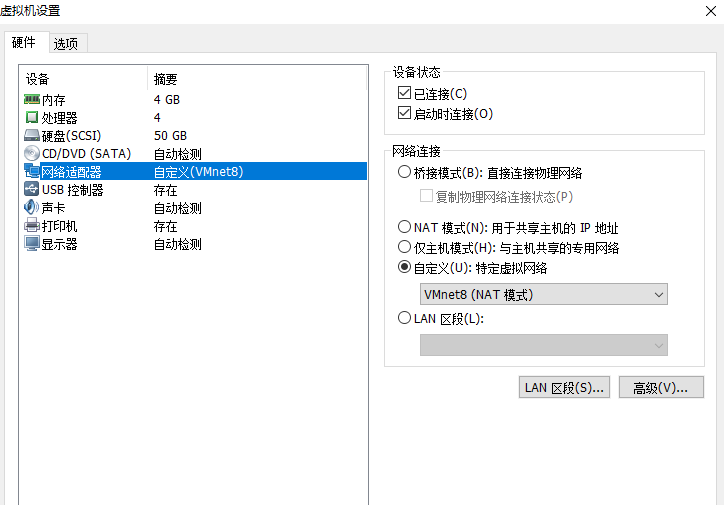 虚拟机设置
硬件 选项
设备 摘要
内存 4 GB
处理器 4
硬盘(SCSI) 50 GB
CD/DVD (SATA) 自动检测
网络适配器 自定义(VMnet8)
USB 控制器 存在
声卡 自动检测
打印机 存在
显示器 自动检测
设备状态
已连接(C)
启动时连接(O)
网络连接
桥接模式(B): 直接连接物理网络
复制物理网络连接状态(P)
NAT 模式(N): 用于共享主机的 IP 地址
仅主机模式(H): 与主机共享的专用网络
自定义(U): 特定虚拟网络
VMnet8 (NAT 模式)
LAN 区段(L):
LAN 区段(S)... 高级(V)...